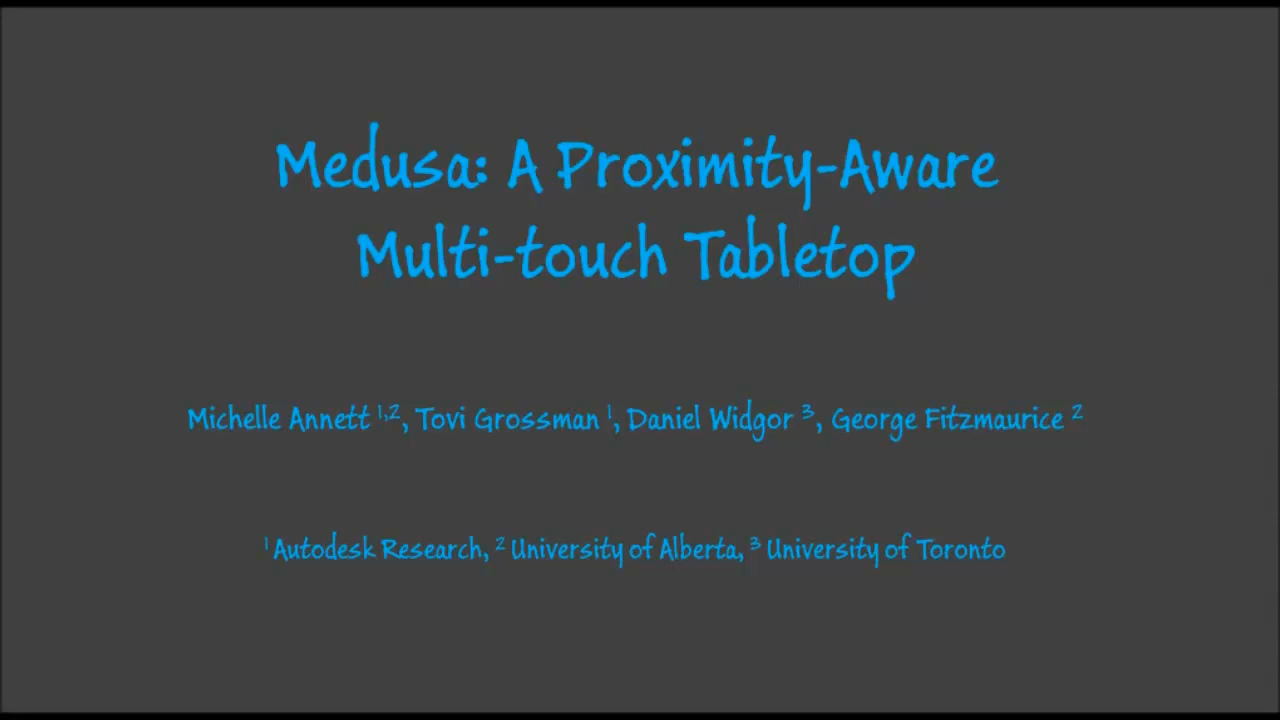 Medusa: A Proximity-Aware
Multi-touch Tabletop
Michelle Annett ¹,², Tovi Grossman ¹, Daniel Widgor ³, George Fitzmaurice ²
¹ Autodesk Research, ² University of Alberta, ³ University of Toronto